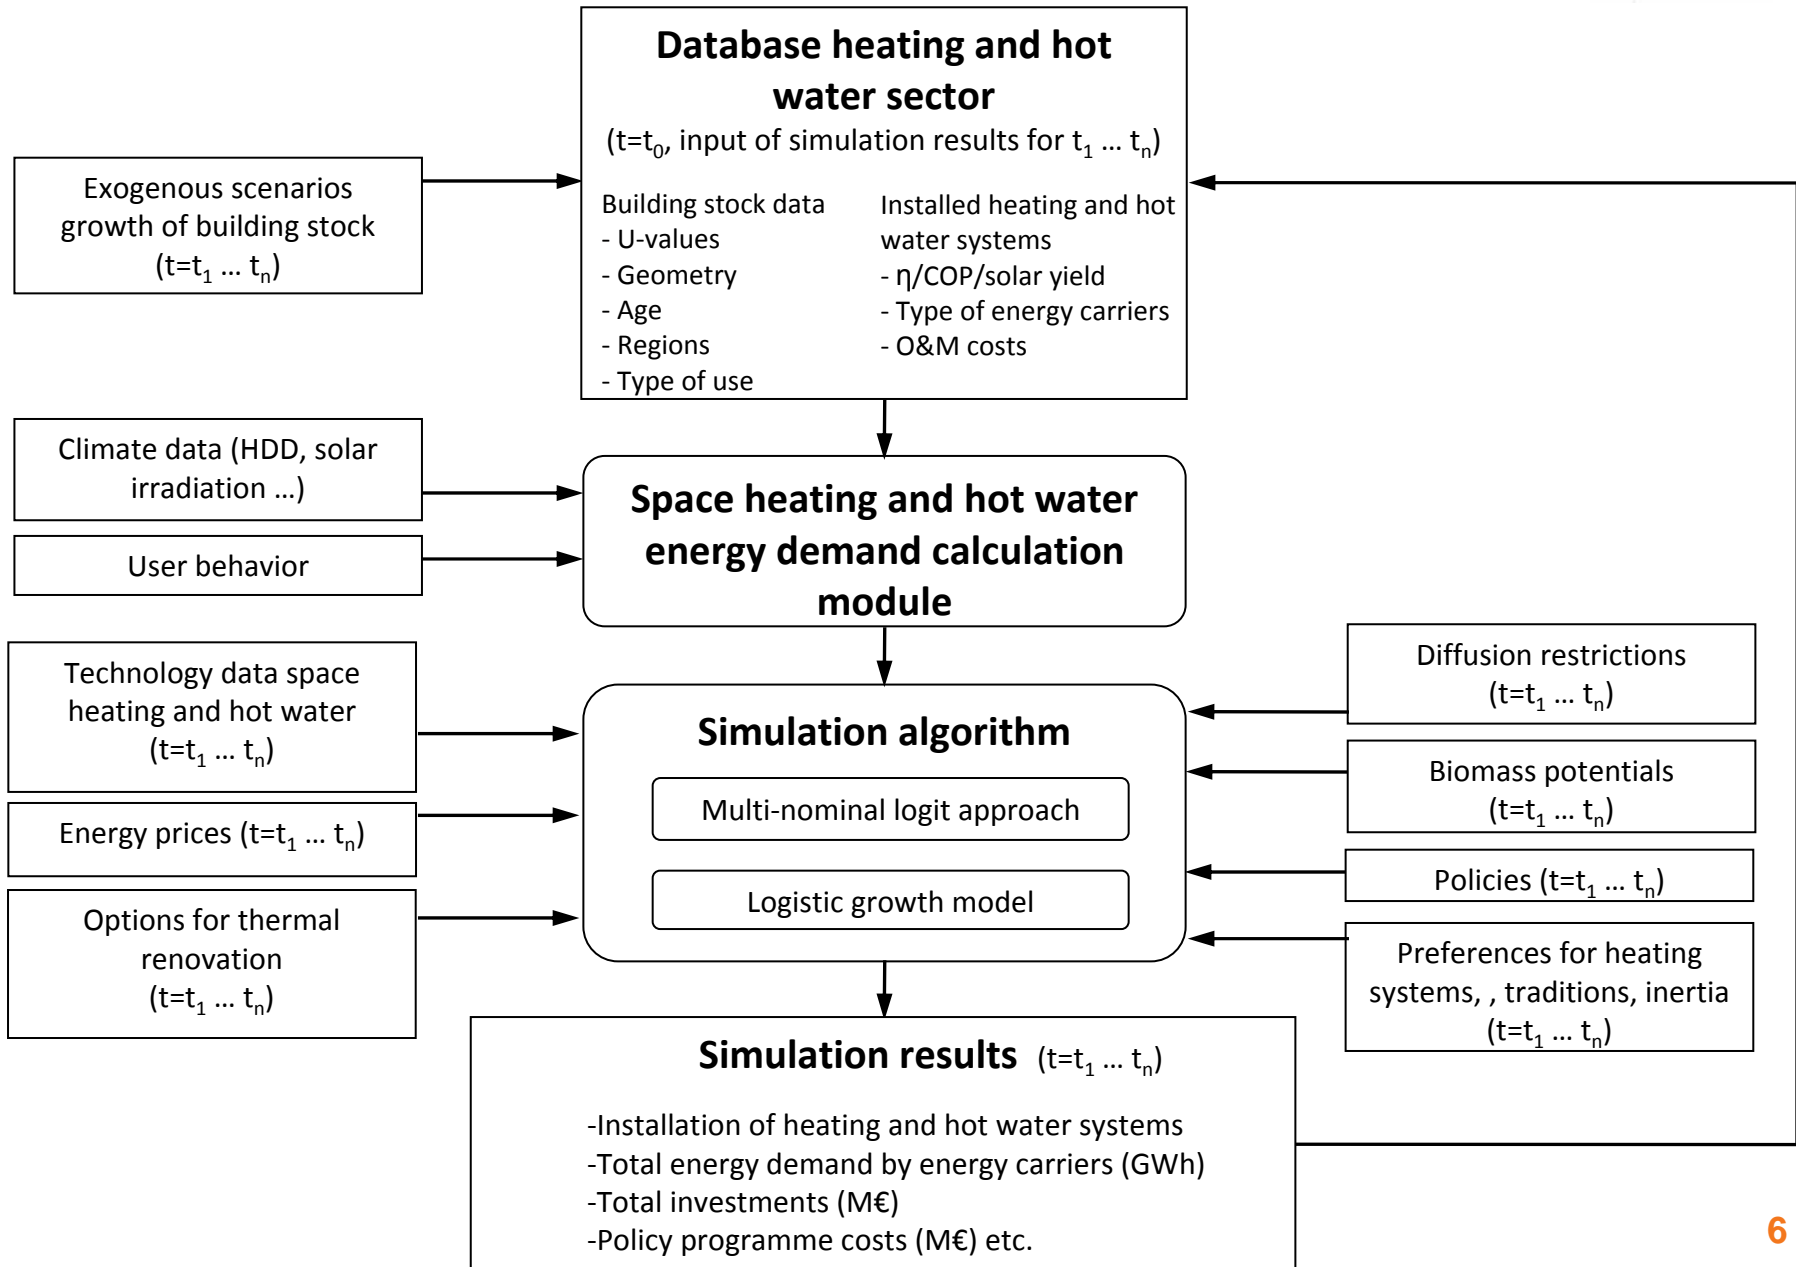 Database heating and hot
water sector
(t=t₀, input of simulation results for t₁ ... t₌ₙ)
Building stock data
- U-values
- Geometry
- Age
- Regions
- Type of use
Installed heating and hot
water systems
- η/COP/solar yield
- Type of energy carriers
- O&M costs
Exogenous scenarios
growth of building stock
(t=t₁ ... tₙ)
Climate data (HDD, solar
irradiation ...)
User behavior
Space heating and hot water
energy demand calculation
module
Technology data space
heating and hot water
(t=t₁ ... tₙ)
Energy prices (t=t₁ ... tₙ)
Options for thermal
renovation
(t=t₁ ... tₙ)
Simulation algorithm
Multi-nominal logit approach
Logistic growth model
Diffusion restrictions
(t=t₁ ... tₙ)
Biomass potentials
(t=t₁ ... tₙ)
Policies (t=t₁ ... tₙ)
Preferences for heating
systems, , traditions, inertia
(t=t₁ ... tₙ)
Simulation results (t=t₁ ... tₙ)
-Installation of heating and hot water systems
-Total energy demand by energy carriers (GWh)
-Total investments (M€)
-Policy programme costs (M€) etc.
6